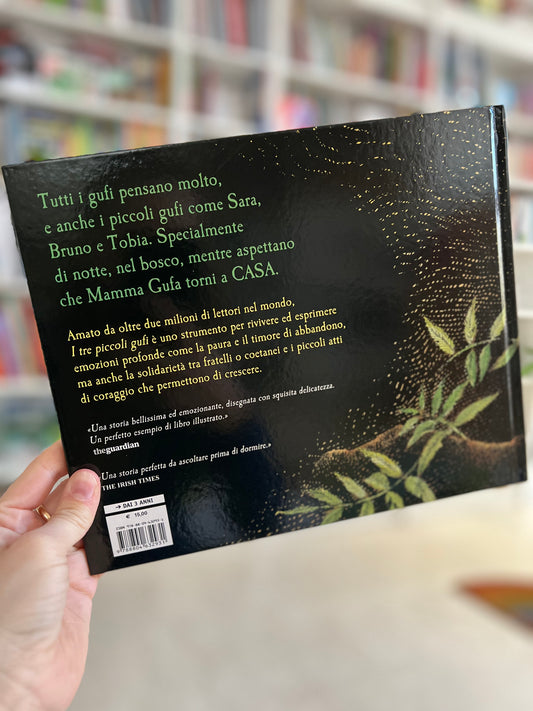 Tutti i gufi pensano molto,
e anche i piccoli gufi come Sara,
Bruno e Tobia. Specialmente
di notte, nel bosco, mentre aspettano
che Mamma Gufa torni a CASA.
Amato da oltre due milioni di lettori nel mondo,
I tre piccoli gufi è uno strumento per rivivere ed esprimere
emozioni profonde come la paura e il timore di abbandono,
ma anche la solidarietà tra fratelli o coetanei e i piccoli atti
di coraggio che permettono di crescere.
«Una storia bellissima ed emozionante, disegnata con squisita delicatezza.
Un perfetto esempio di libro illustrato.»
theguardian
«Una storia perfetta da ascoltare prima di dormire.»
THE IRISH TIMES
→ DAI 3 ANNI
€ 15,00
9788804632931